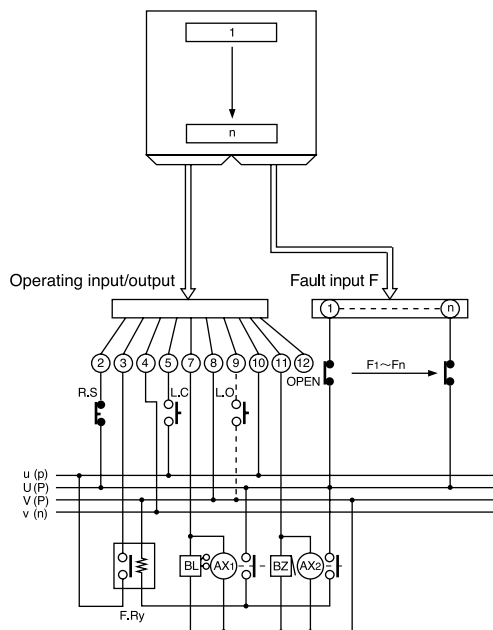 1
n
Operating input/output
Fault input F
1 n
2 3 4 5 7 8 9 10 11 12
OPEN
F1~Fn
R.S L.C L.O
u (p)
U (P)
V (P)
v (n)
BL AX1 BZ AX2
F.Ry